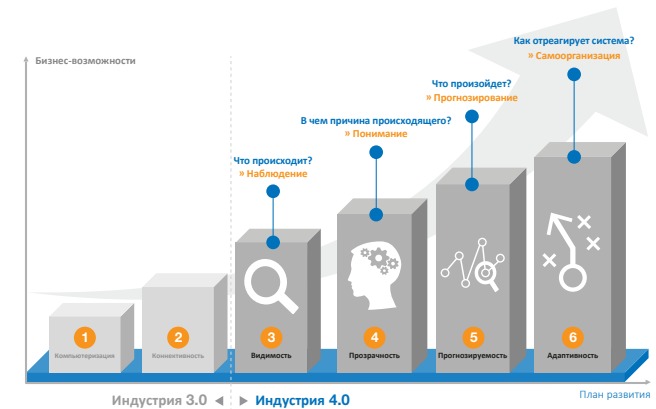 Как отреагирует система?
» Самоорганизация
Бизнес-возможности
Что произойдет?
» Прогнозирование
В чем причина происходящего?
» Понимание
Что происходит?
» Наблюдение
1
2
3
4
5
6
Компьютеризация
Коннективность
Видимость
Прозрачность
Прогнозируемость
Адаптивность
План развития
Индустрия 3.0
Индустрия 4.0